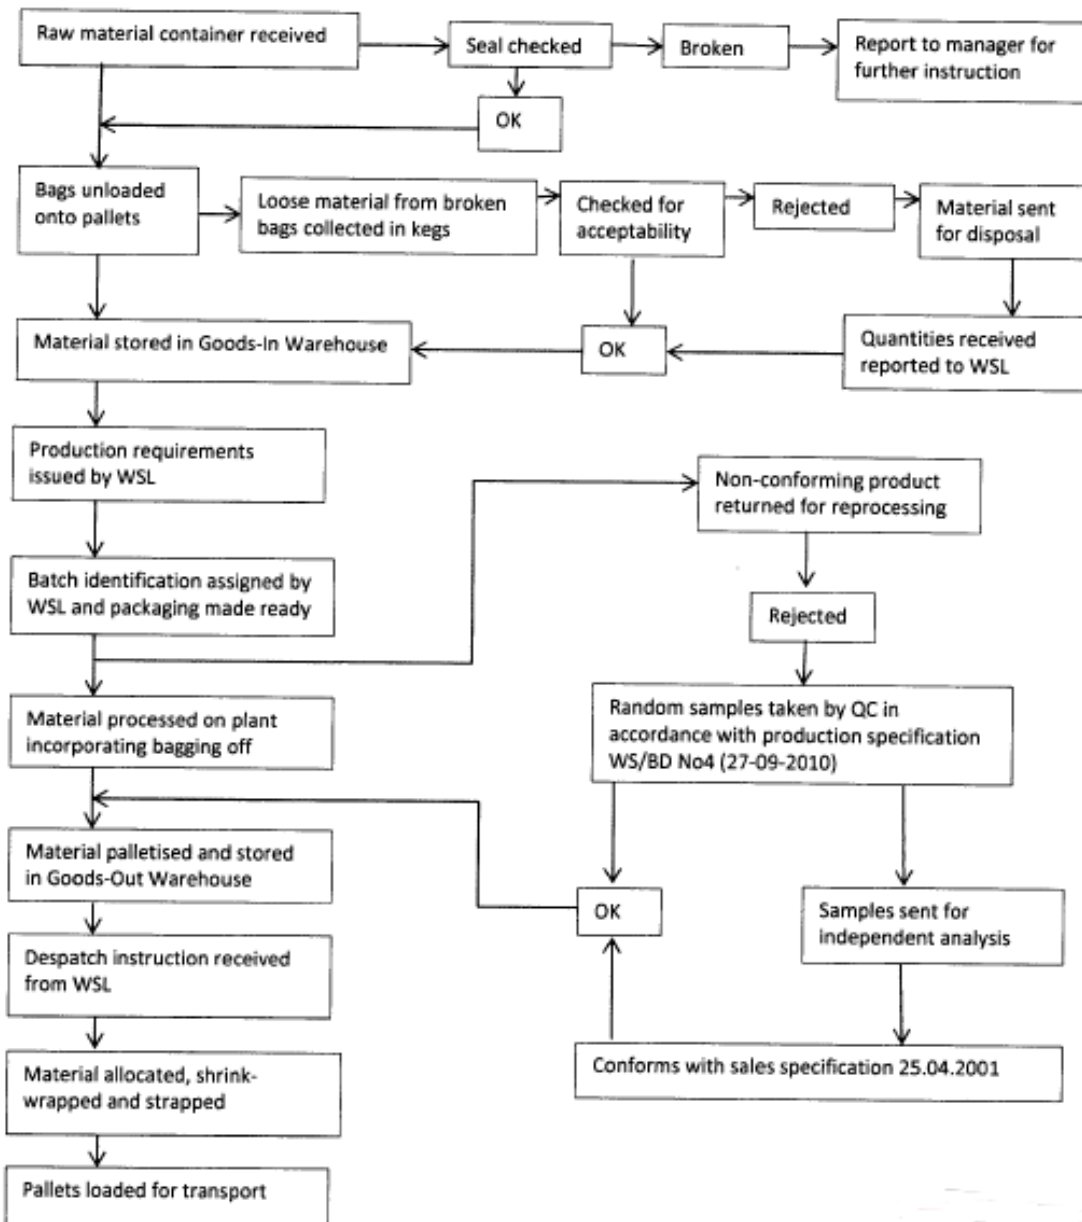 Raw material container received
Seal checked
Broken
Report to manager for
further instruction
OK
Bags unloaded
onto pallets
Loose material from broken
bags collected in kegs
Checked for
acceptability
Rejected
Material sent
for disposal
Material stored in Goods-In Warehouse
OK
Quantities received
reported to WSL
Production requirements
issued by WSL
Non-conforming product
returned for reprocessing
Batch identification assigned by
WSL and packaging made ready
Rejected
Material processed on plant
incorporating bagging off
Random samples taken by QC in
accordance with production specification
WS/BD No4 (27-09-2010)
Material palletised and stored
in Goods-Out Warehouse
OK
Samples sent for
independent analysis
Despatch instruction received
from WSL
Material allocated, shrink-
wrapped and strapped
Conforms with sales specification 25.04.2001
Pallets loaded for transport